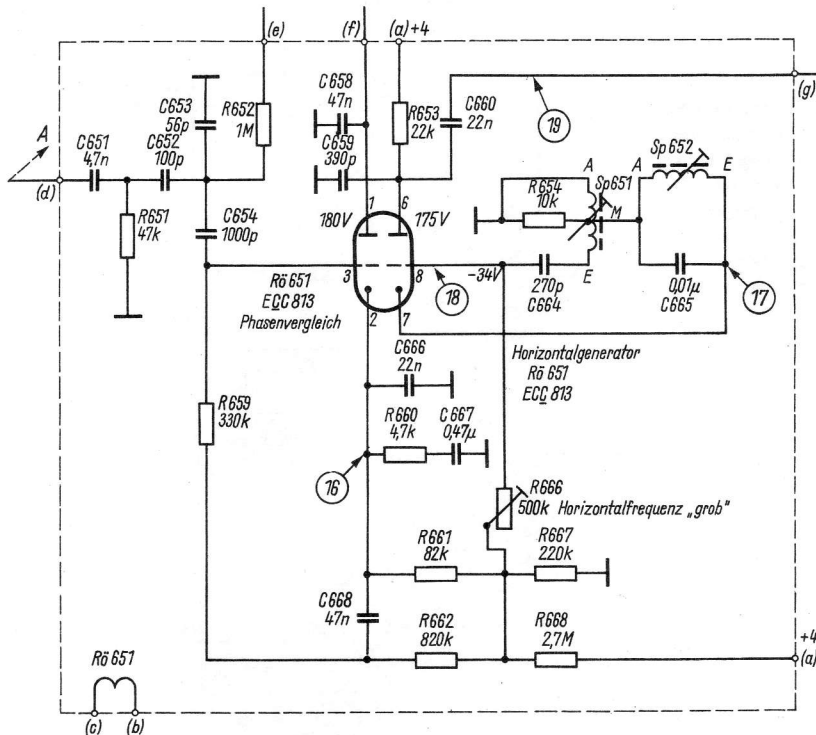 (e)
(f)
(a)+4
C658
47n
C653
56p
R652
1M
R653
22k
C660
22n
19
(g)
A
C651
4,7n
C652
100p
C659
390p
Sp 652
A
A
E
(d)
R651
47k
C654
1000p
1
6
180V
175V
R654
10k
Sp651
M
E
3
8
18
-34V
270p
C664
0,01µ
C665
17
Rö 651
ECC 813
Phasenvergleich
2
7
C666
22n
Horizontalgenerator
Rö 651
ECC 813
R659
330k
R660
4,7k
C667
0,47µ
16
R666
500k Horizontalfrequenz „grob"
R661
82k
R667
220k
C668
47n
R662
820k
R668
2,7M
+4
(a)
Rö 651
(c)
(b)